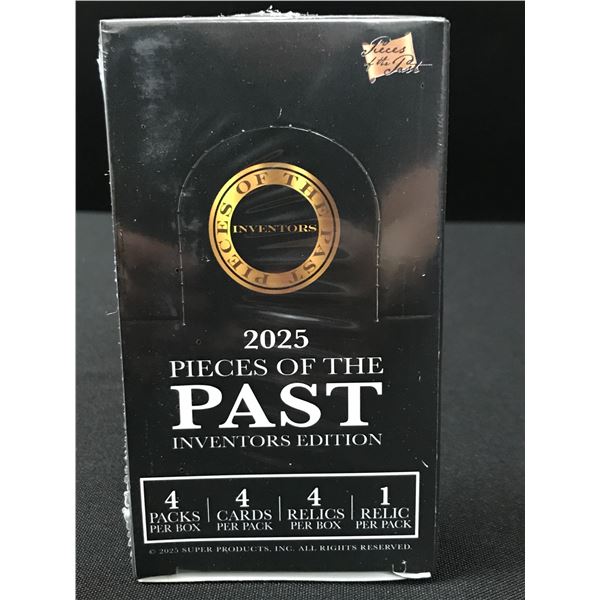 Pieces
of the Past
PIECES OF THE PAST
INVENTORS
2025
PIECES OF THE
PAST
INVENTORS EDITION
4 PACKS PER BOX | 4 CARDS PER PACK | 4 RELICS PER BOX | 1 RELIC PER PACK
© 2025 SUPER PRODUCTS, INC. ALL RIGHTS RESERVED.